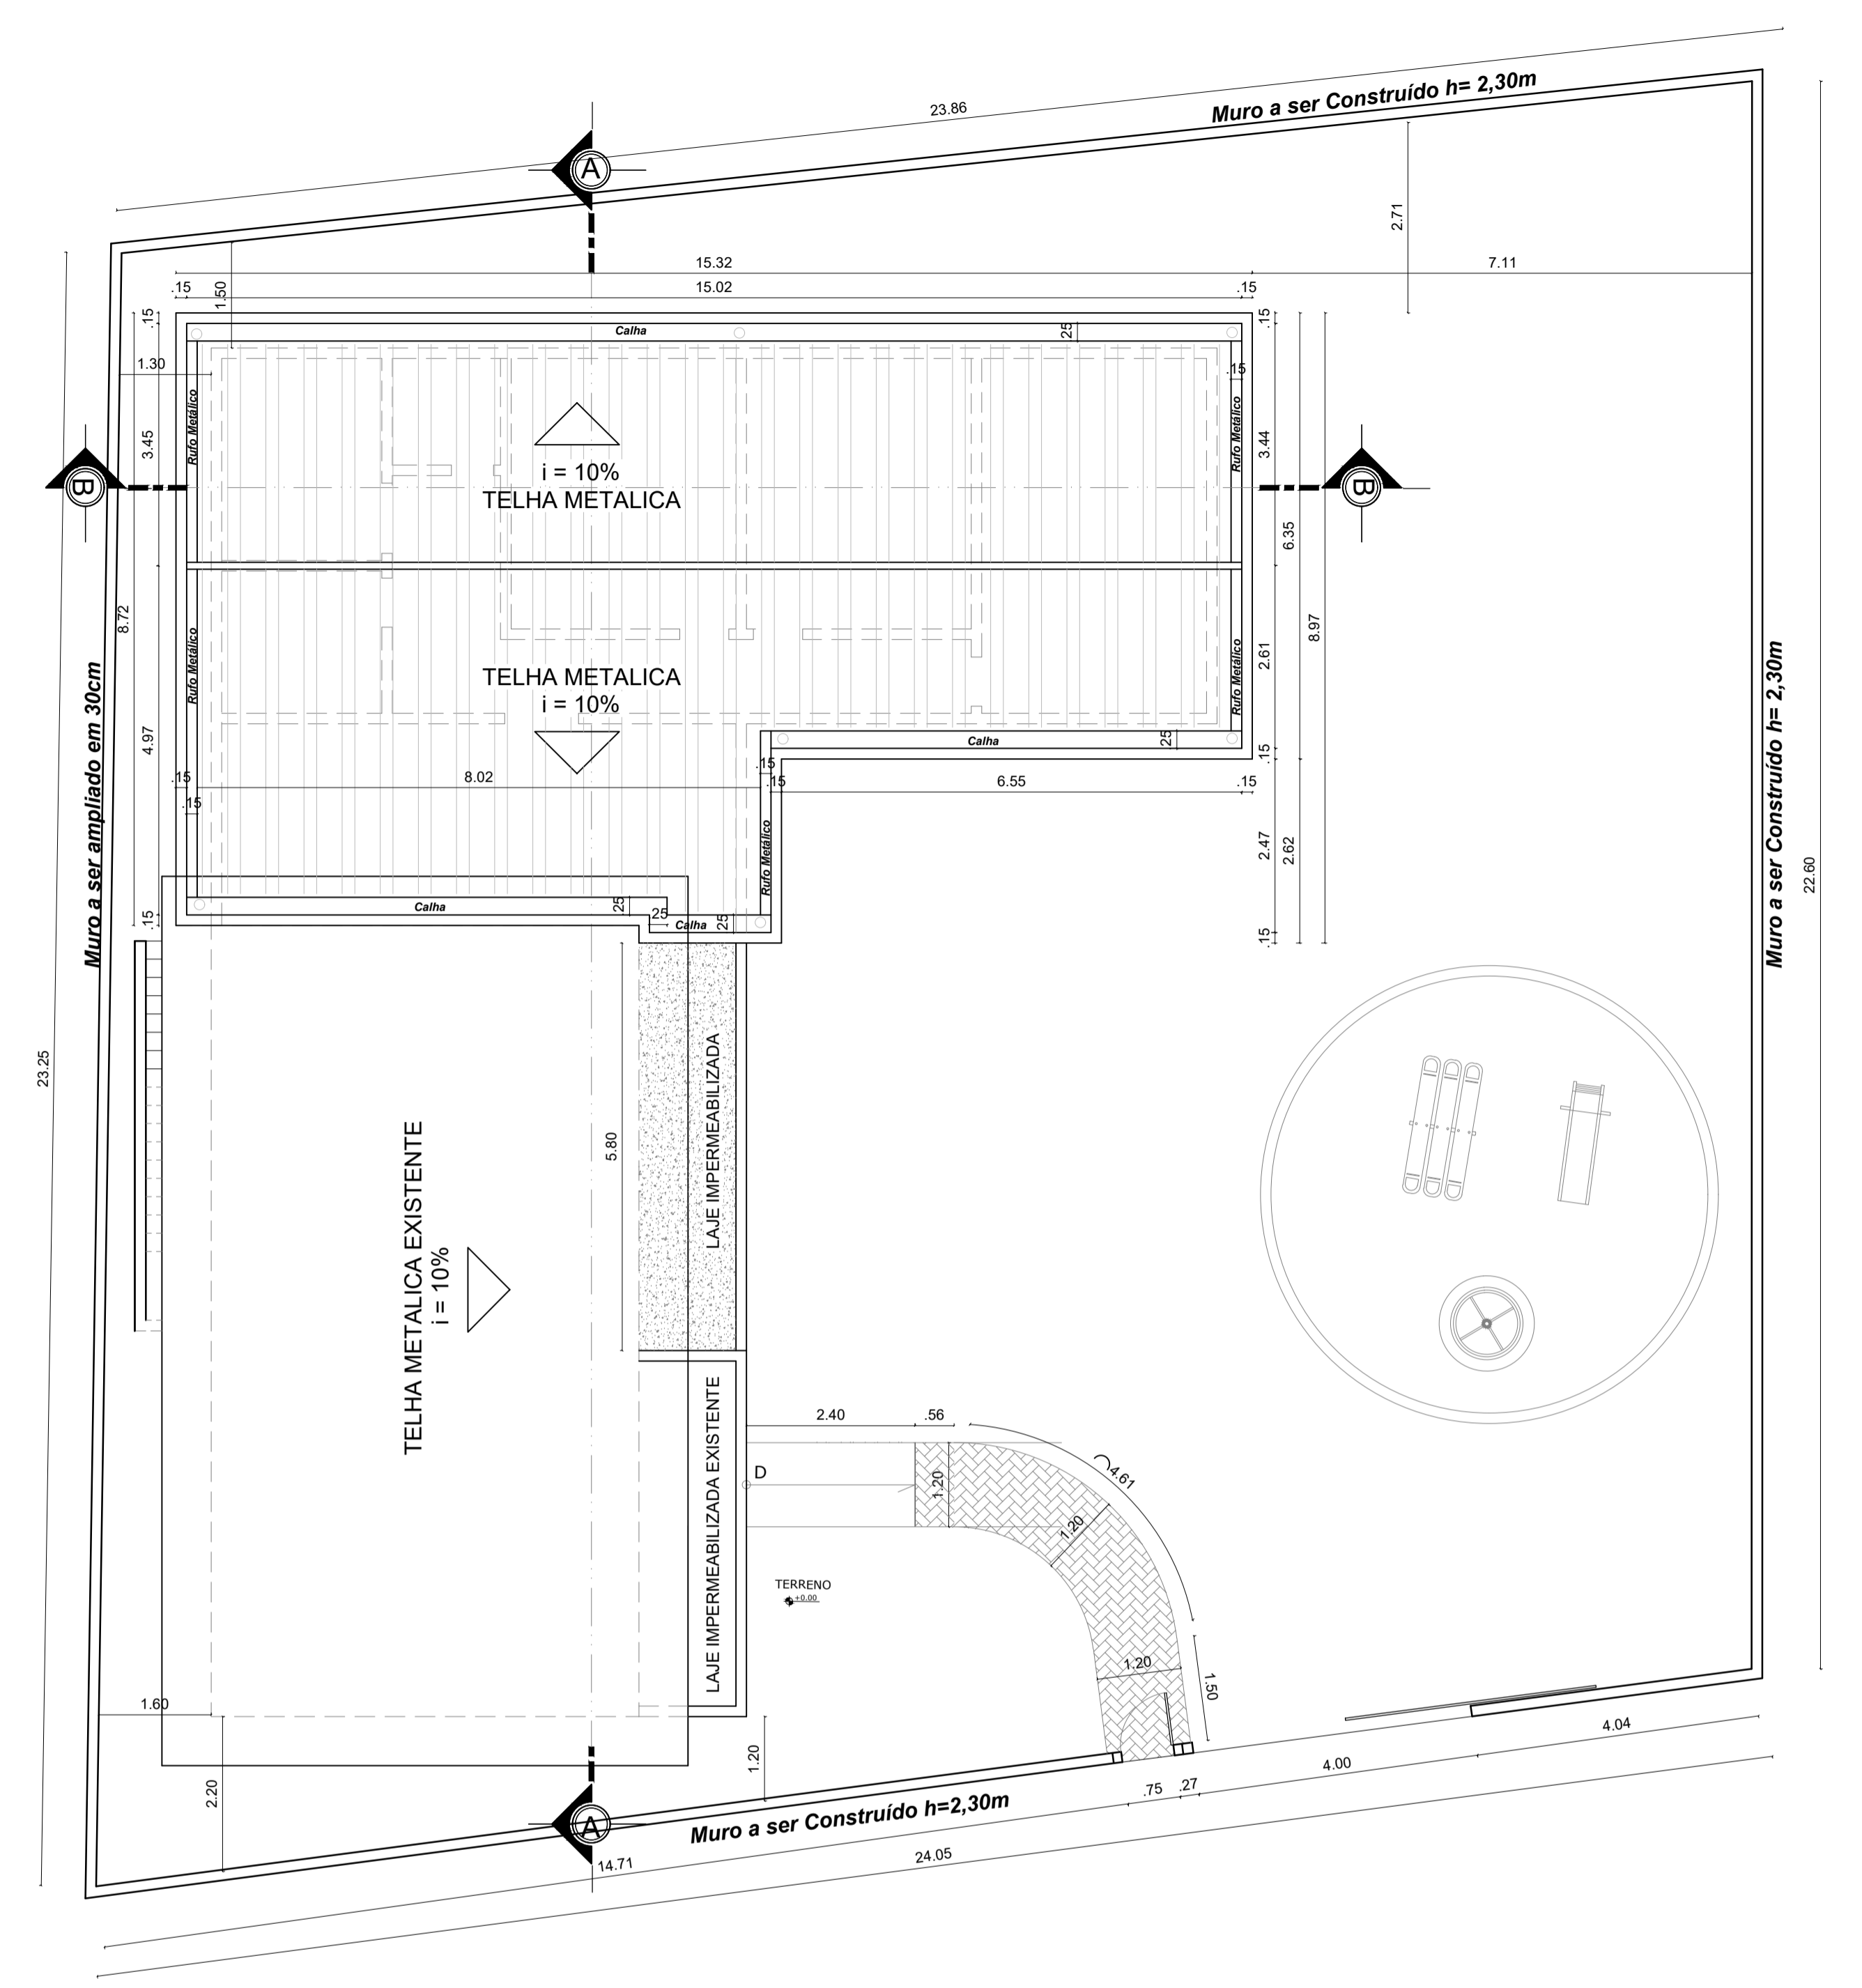 23.86
Muro a ser Construído h= 2,30m
A
2.71
15.32
7.11
.15
15.02
.15
1.50
.15
.15
Calha
.25
1.30
.15
Rufo Metálico
Rufo Metálico
3.45
3.44
i = 10%
TELHA METALICA
B
B
6.35
8.72
8.97
Rufo Metálico
Rufo Metálico
2.61
TELHA METALICA
i = 10%
Muro a ser ampliado em 30cm
Muro a ser Construído h= 2,30m
4.97
Calha
.25
.15
.15
8.02
.15
.15
6.55
.15
.15
Rufo Metálico
2.47
2.62
22.60
Calha
.25
.25
Calha
.25
.15
.15
23.25
5.80
LAJE IMPERMEABILIZADA
TELHA METALICA EXISTENTE
i = 10%
LAJE IMPERMEABILIZADA EXISTENTE
2.40
.56
4.61
D
1.20
1.20
TERRENO
+0.00
1.20
1.50
1.60
1.20
2.20
4.04
4.00
.75
.27
Muro a ser Construído h=2,30m
A
14.71
24.05